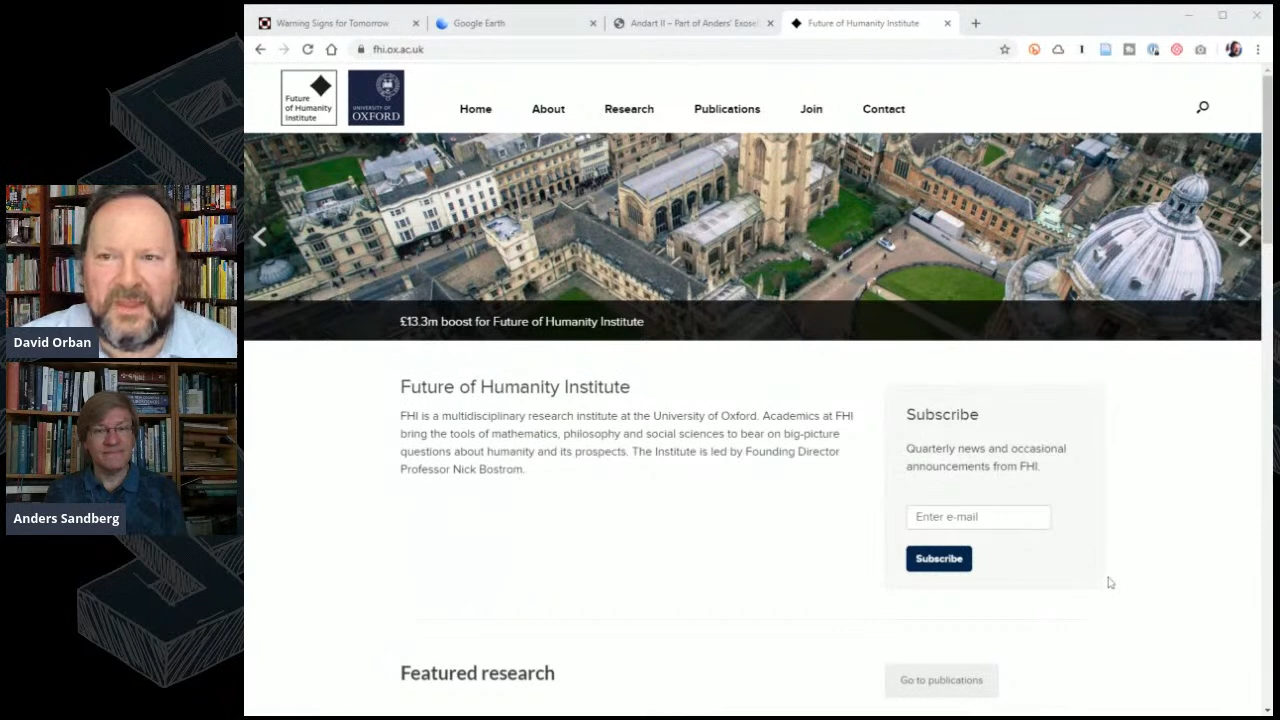 Warning Signs for Tomorrow
Google Earth
Andart II – Part of Anders' Exosel
Future of Humanity Institute
fhi.ox.ac.uk
Future
of Humanity
Institute
UNIVERSITY OF
OXFORD
Home
About
Research
Publications
Join
Contact
£13.3m boost for Future of Humanity Institute
David Orban
Anders Sandberg
Future of Humanity Institute
FHI is a multidisciplinary research institute at the University of Oxford. Academics at FHI
bring the tools of mathematics, philosophy and social sciences to bear on big-picture
questions about humanity and its prospects. The Institute is led by Founding Director
Professor Nick Bostrom.
Subscribe
Quarterly news and occasional
announcements from FHI.
Enter e-mail
Subscribe
Featured research
Go to publications